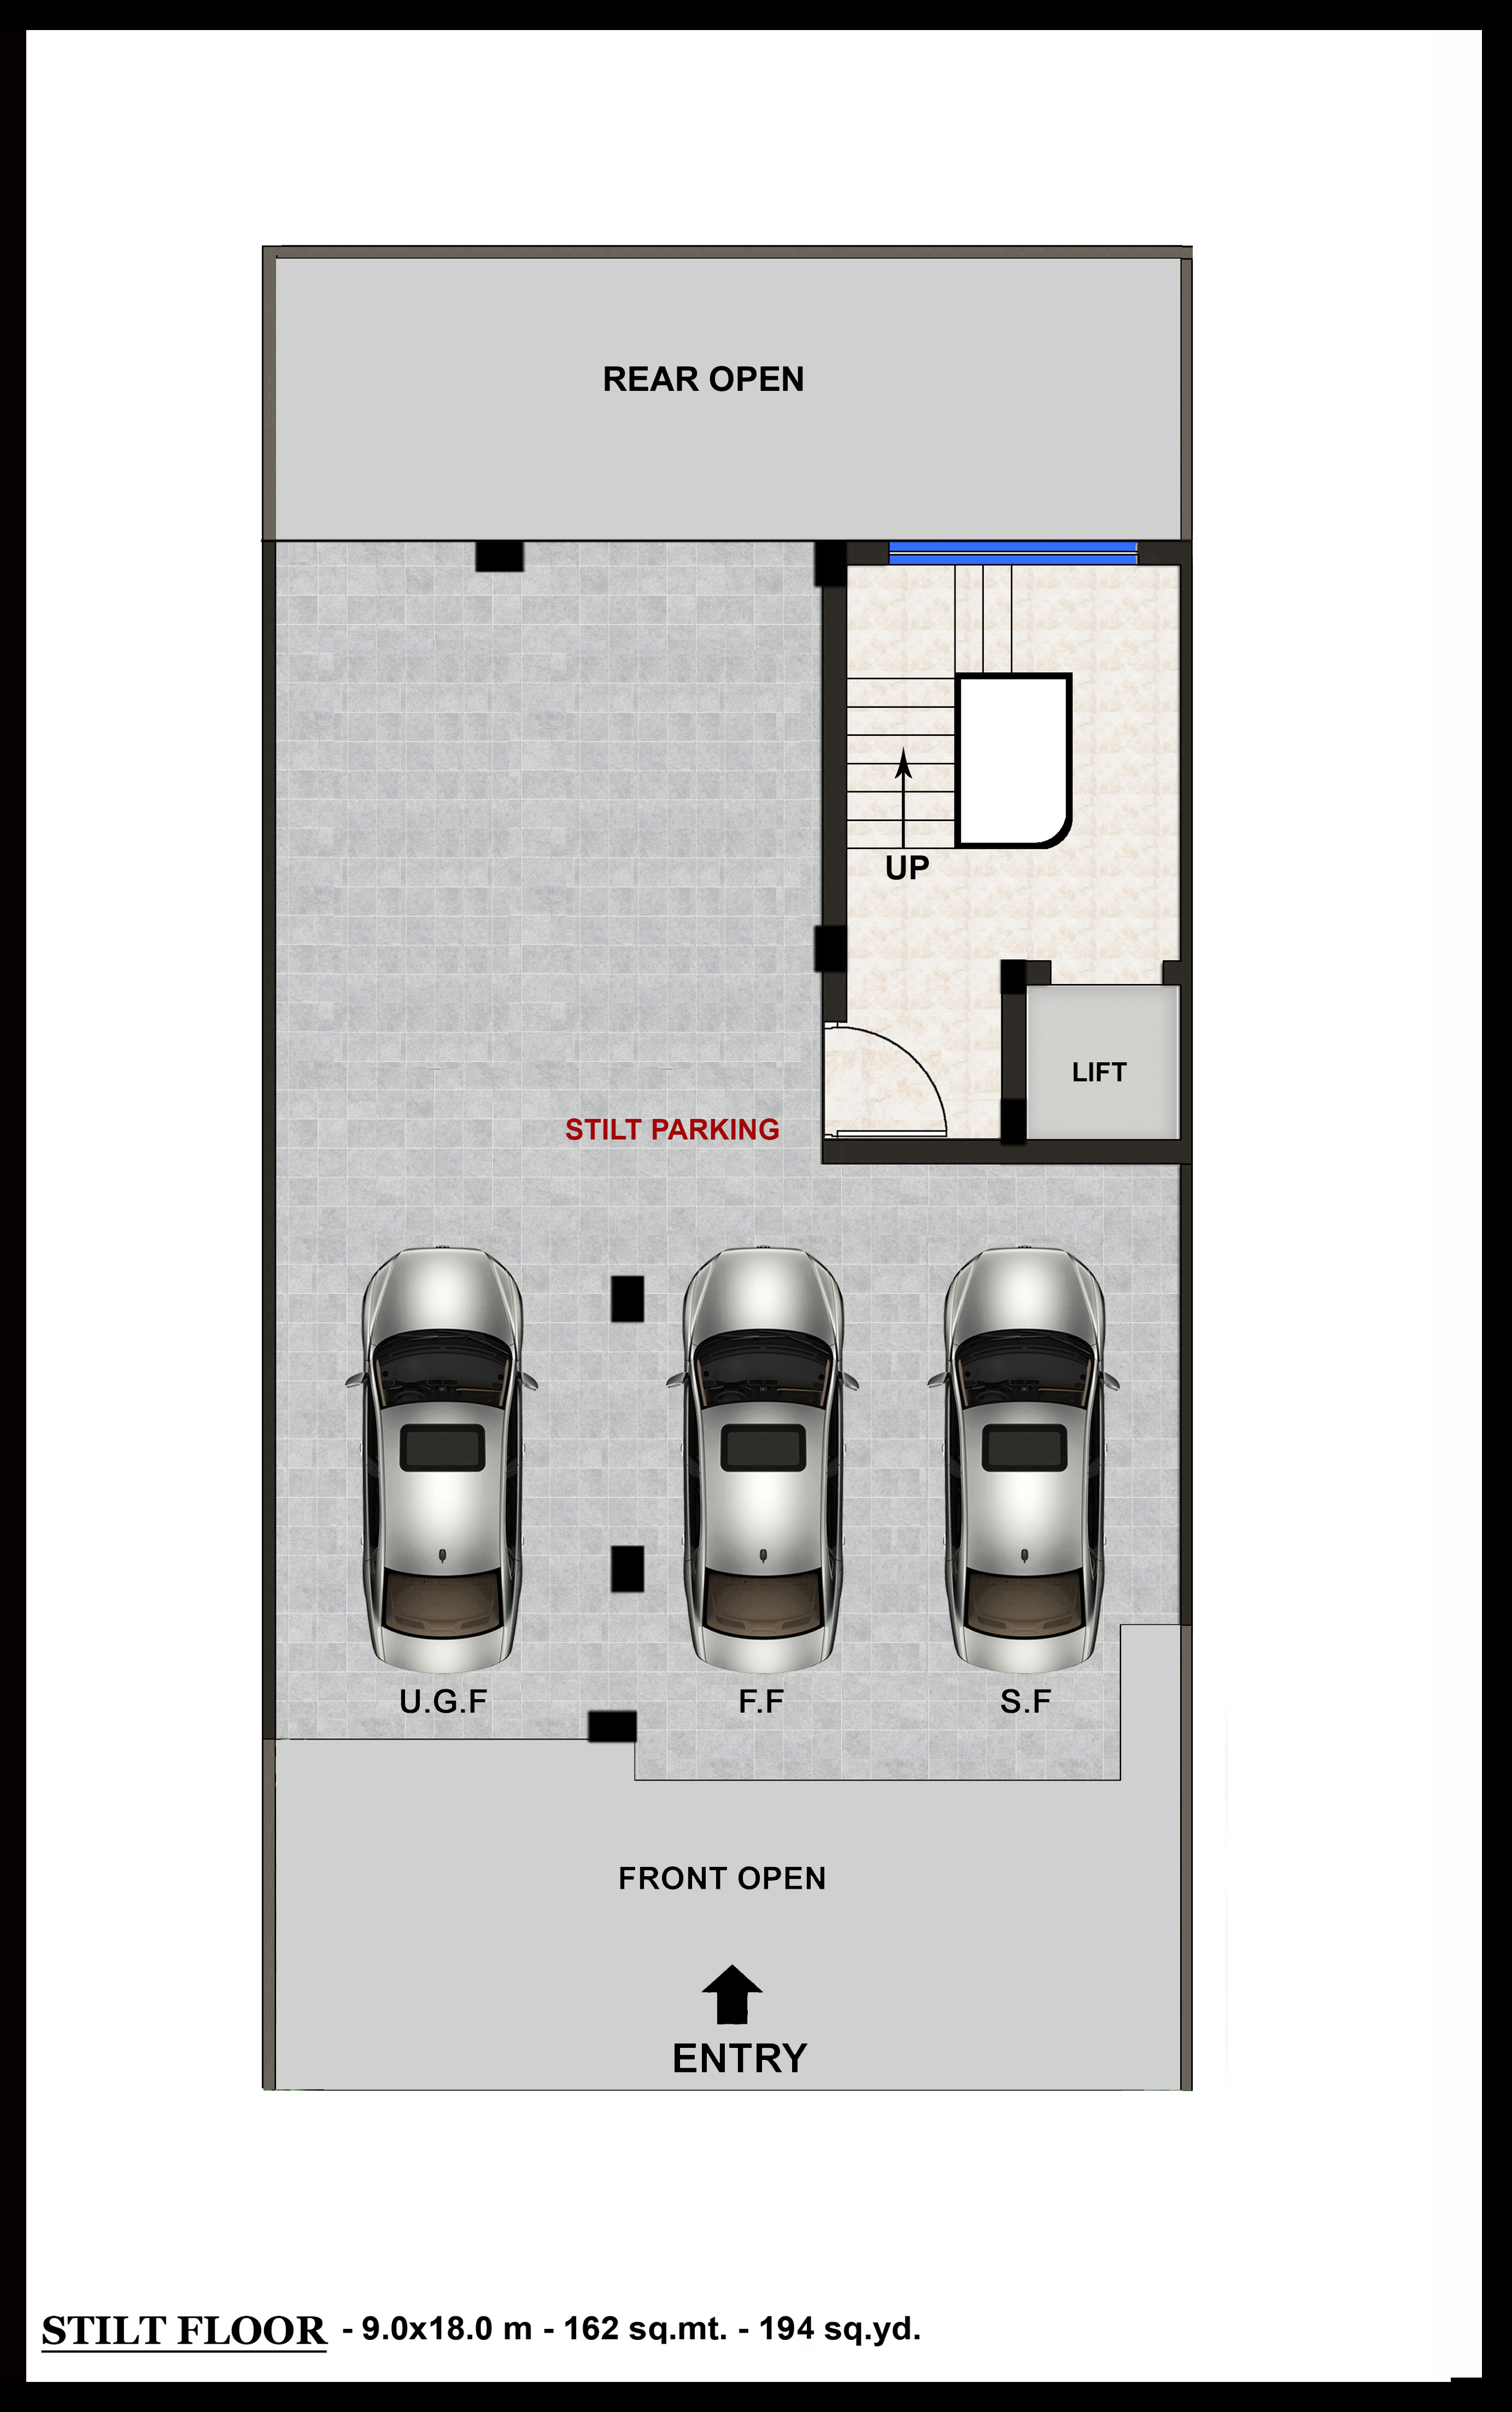 REAR OPEN
UP
LIFT
STILT PARKING
U.G.F
F.F
S.F
FRONT OPEN
ENTRY
STILT FLOOR - 9.0x18.0 m - 162 sq.mt. - 194 sq.yd.